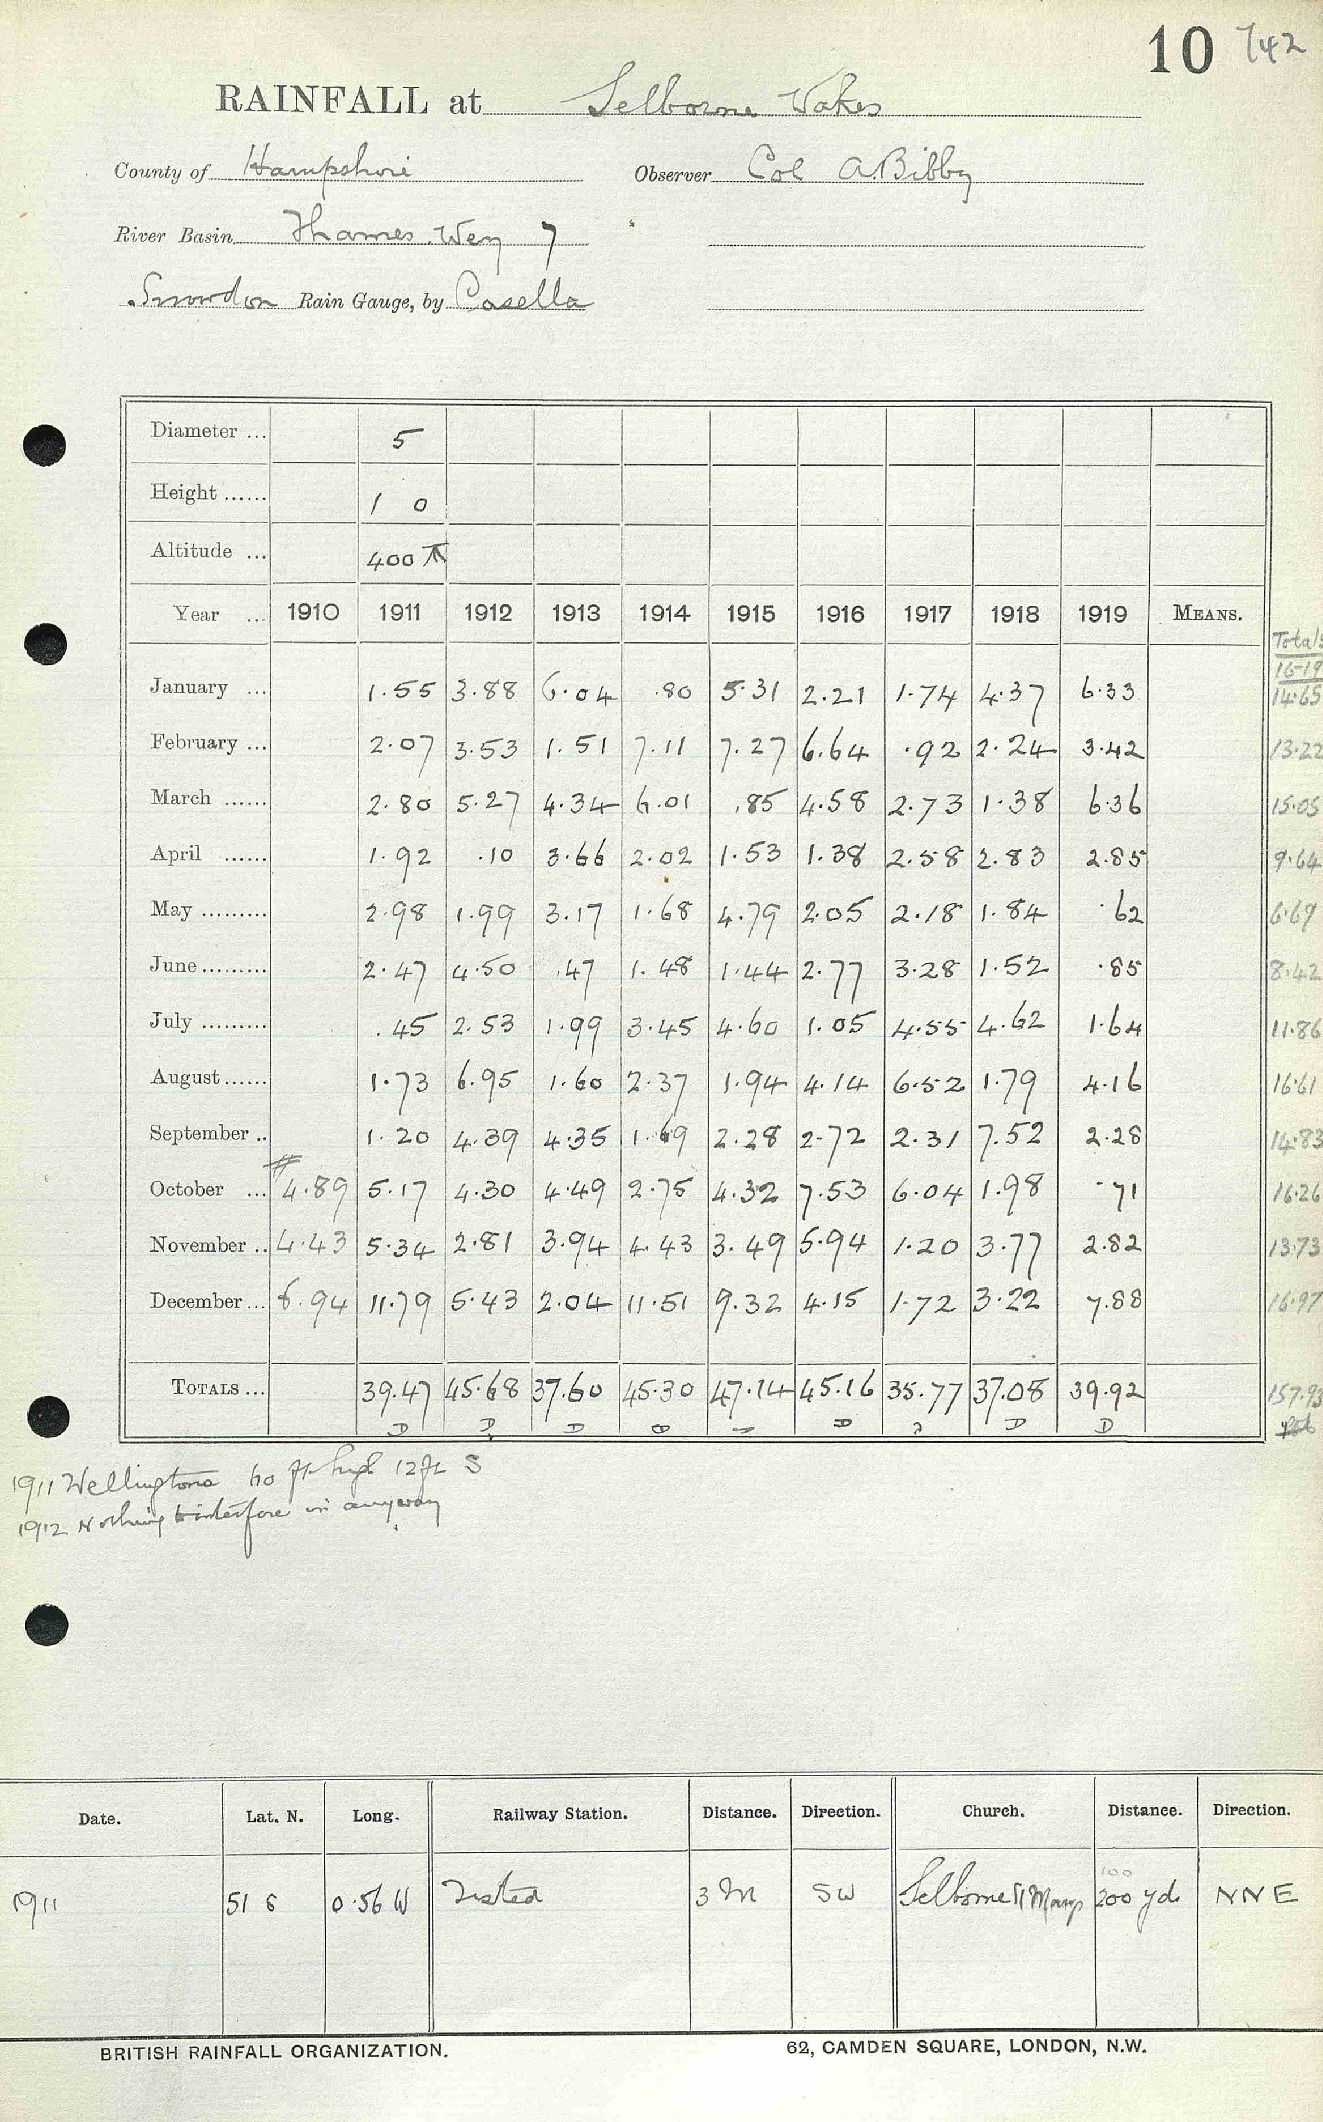 10 742
RAINFALL at Selborne Wakes
County of Hampshire Observer Col A. Bibby
River Basin Thames. Wey 7
Snowdon Rain Gauge, by Casella
Diameter ... 5
Height ...... 1 0
Altitude ... 400
Year ... 1910 1911 1912 1913 1914 1915 1916 1917 1918 1919 MEANS.
Totals
16-19
January ... 1.55 3.88 6.04 .80 5.31 2.21 1.74 4.37 6.33 14.65
February ... 2.07 3.53 1.51 7.11 7.27 6.64 .92 2.24 3.42 13.22
March ...... 2.80 5.27 4.34 6.01 .85 4.58 2.73 1.38 6.36 15.05
April ...... 1.92 .10 3.66 2.02 1.53 1.38 2.58 2.83 2.85 9.64
May ......... 2.98 1.99 3.17 1.68 4.79 2.05 2.18 1.84 .62 6.69
June ......... 2.47 4.50 .47 1.48 1.44 2.77 3.28 1.52 .85 8.42
July ......... .45 2.53 1.99 3.45 4.60 1.05 4.55 4.62 1.64 11.86
August ...... 1.73 6.95 1.60 2.37 1.94 4.14 6.52 1.79 4.16 16.61
September .. 1.20 4.39 4.35 1.69 2.28 2.72 2.31 7.52 2.28 14.83
October ... 4.89 5.17 4.30 4.49 2.75 4.32 7.53 6.04 1.98 .71 16.26
November .. 4.43 5.34 2.81 3.94 4.43 3.49 5.94 1.20 3.77 2.82 13.73
December ... 6.94 11.79 5.43 2.04 11.51 9.32 4.15 1.72 3.22 7.88 16.97
TOTALS ... 39.47 45.68 37.60 45.30 47.14 45.16 35.77 37.08 39.92 157.93
1911 Wellingtonia 60 ft high 12 ft S
1912 Nothing to interfere in anyway
Date. Lat. N. Long. Railway Station. Distance. Direction. Church. Distance. Direction.
100
1911 51 6 0.56 W Tisted 3 M SW Selborne St Marys 200 yds NNE
BRITISH RAINFALL ORGANIZATION. 62, CAMDEN SQUARE, LONDON, N.W.